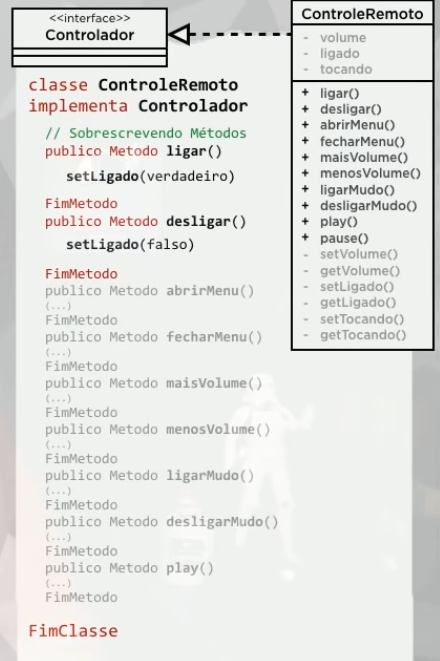 <<interface>>
Controlador
ControleRemoto
- volume
- ligado
- tocando
+ ligar()
+ desligar()
+ abrirMenu()
+ fecharMenu()
+ maisVolume()
+ menosVolume()
+ ligarMudo()
+ desligarMudo()
+ play()
+ pause()
- setVolume()
- getVolume()
- setLigado()
- getLigado()
- setTocando()
- getTocando()
classe ControleRemoto
implementa Controlador
// Sobrescrevendo Métodos
publico Metodo ligar()
setLigado(verdadeiro)
FimMetodo
publico Metodo desligar()
setLigado(falso)
FimMetodo
publico Metodo abrirMenu()
(...)
FimMetodo
publico Metodo fecharMenu()
(...)
FimMetodo
publico Metodo maisVolume()
(...)
FimMetodo
publico Metodo menosVolume()
(...)
FimMetodo
publico Metodo ligarMudo()
(...)
FimMetodo
publico Metodo desligarMudo()
(...)
FimMetodo
publico Metodo play()
(...)
FimMetodo
FimClasse